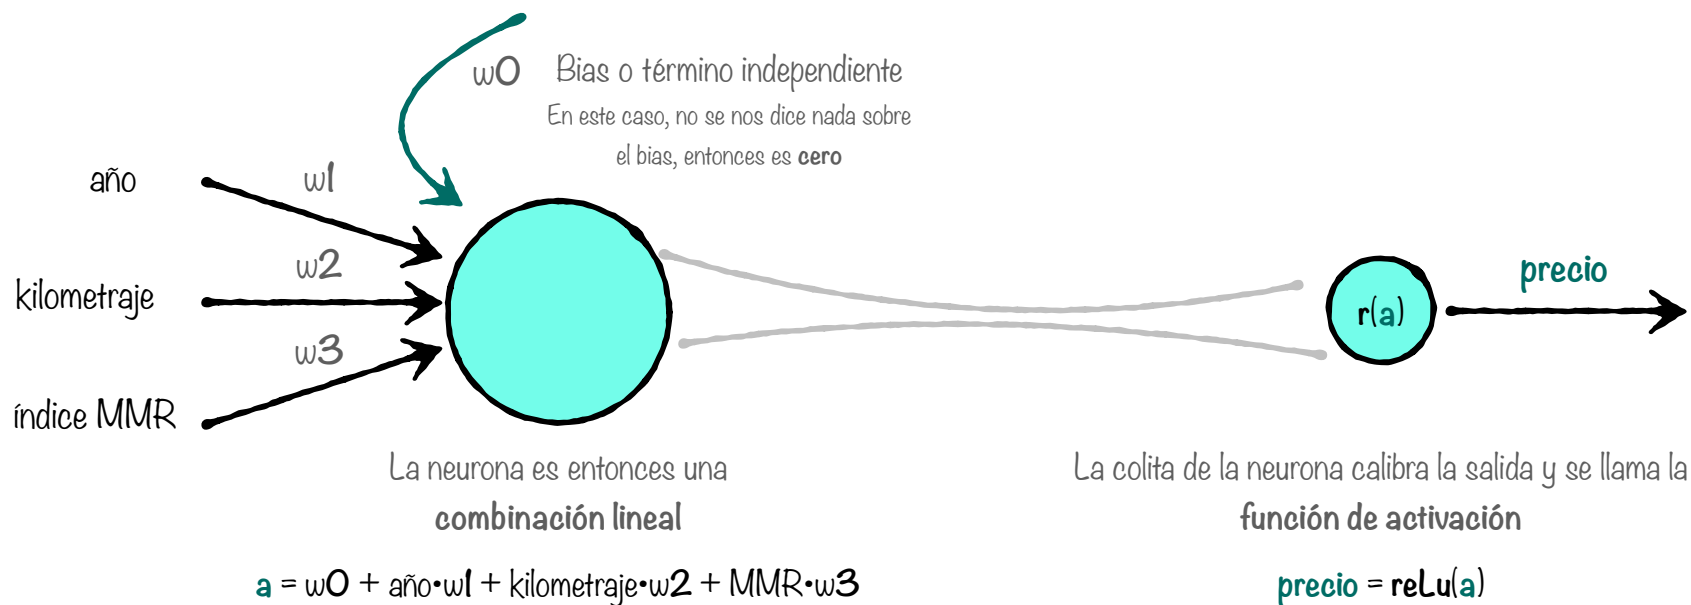 w0 Bias o término independiente
En este caso, no se nos dice nada sobre
el bias, entonces es cero
año
w1
w2
kilometraje
w3
índice MMR
r(a)
precio
La neurona es entonces una
combinación lineal
a = w0 + año•w1 + kilometraje•w2 + MMR•w3
La colita de la neurona calibra la salida y se llama la
función de activación
precio = reLu(a)